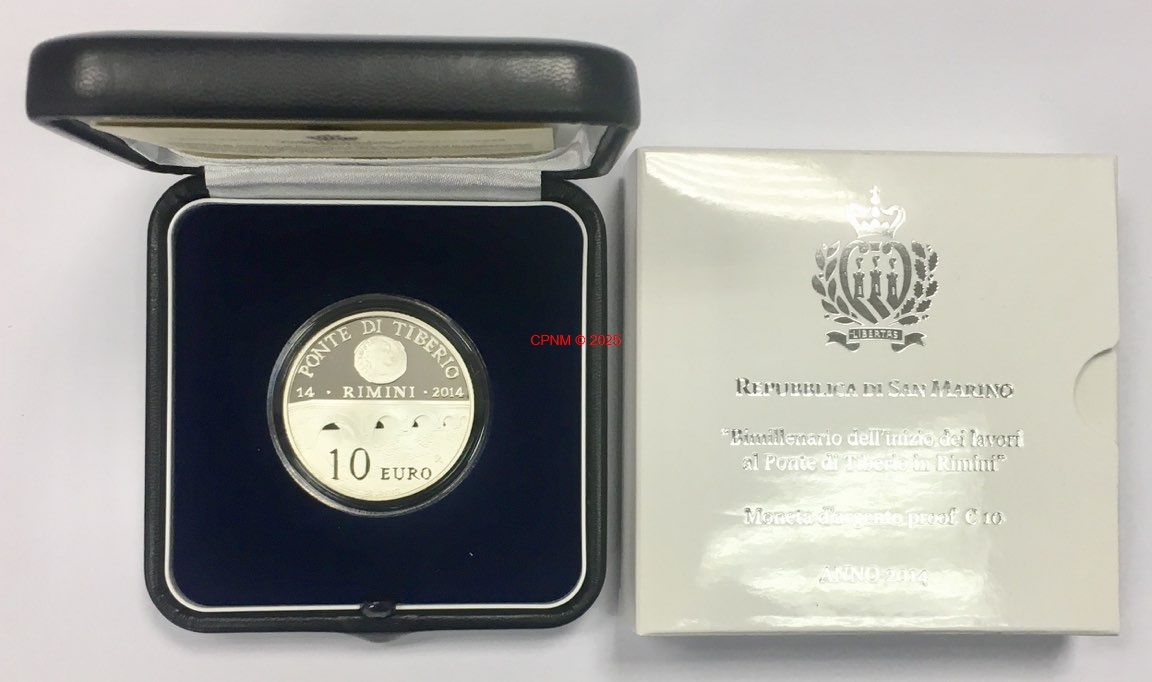 PONTE DI TIBERIO
14 · RIMINI · 2014
10 EURO
CPNM © 2025
LIBERTAS
REPUBBLICA DI SAN MARINO
"Bimillenario dell'inizio dei lavori
al Ponte di Tiberio in Rimini"
Moneta d'argento proof € 10
ANNO 2014